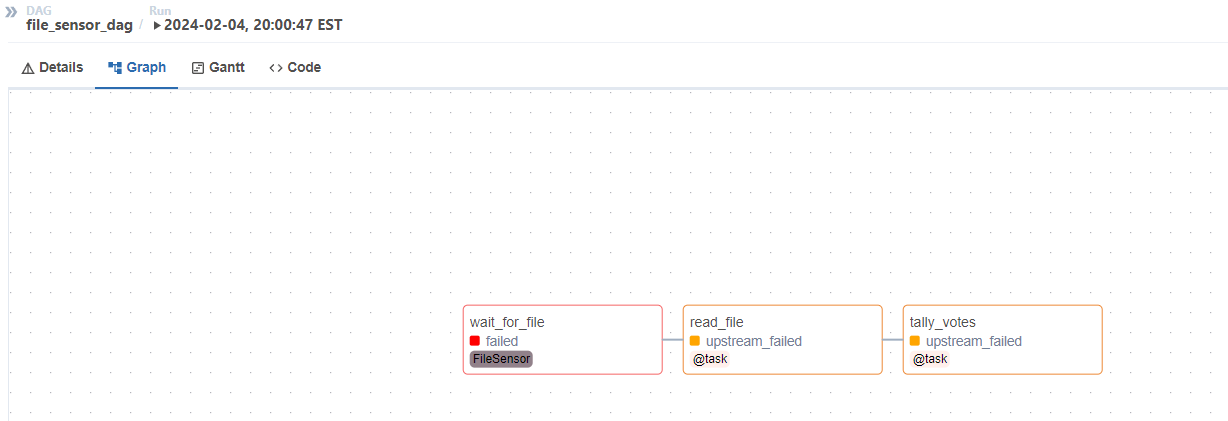 DAG Run
file_sensor_dag / 2024-02-04, 20:00:47 EST
Details Graph Gantt Code
wait_for_file read_file tally_votes
failed upstream_failed upstream_failed
FileSensor @task @task